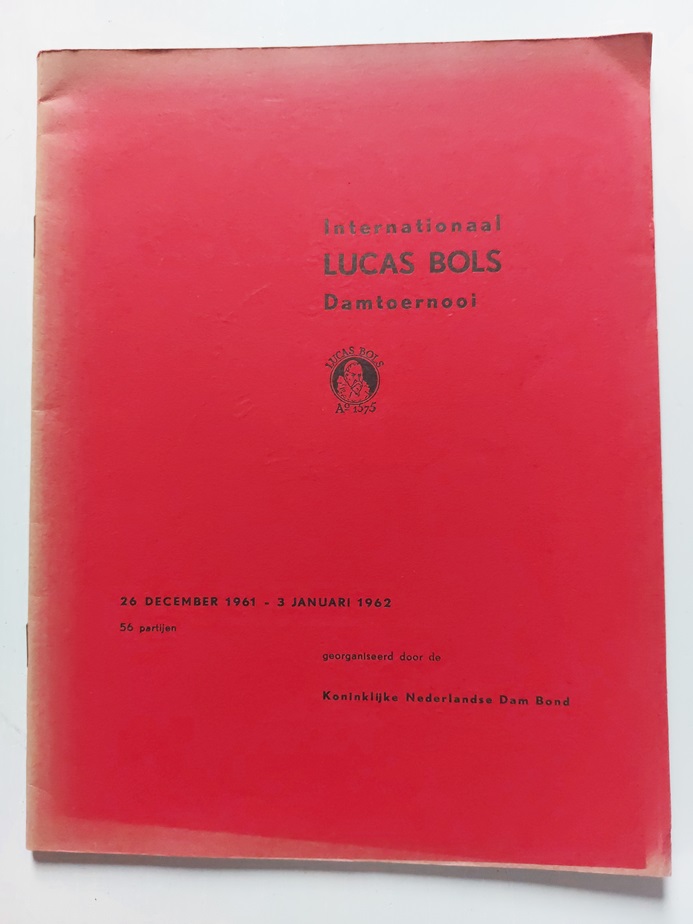 internationaal
LUCAS BOLS
Damtoernooi
LUCAS BOLS
Aº 1575
26 DECEMBER 1961 - 3 JANUARI 1962
56 partijen
georganiseerd door de
Koninklijke Nederlandse Dam Bond